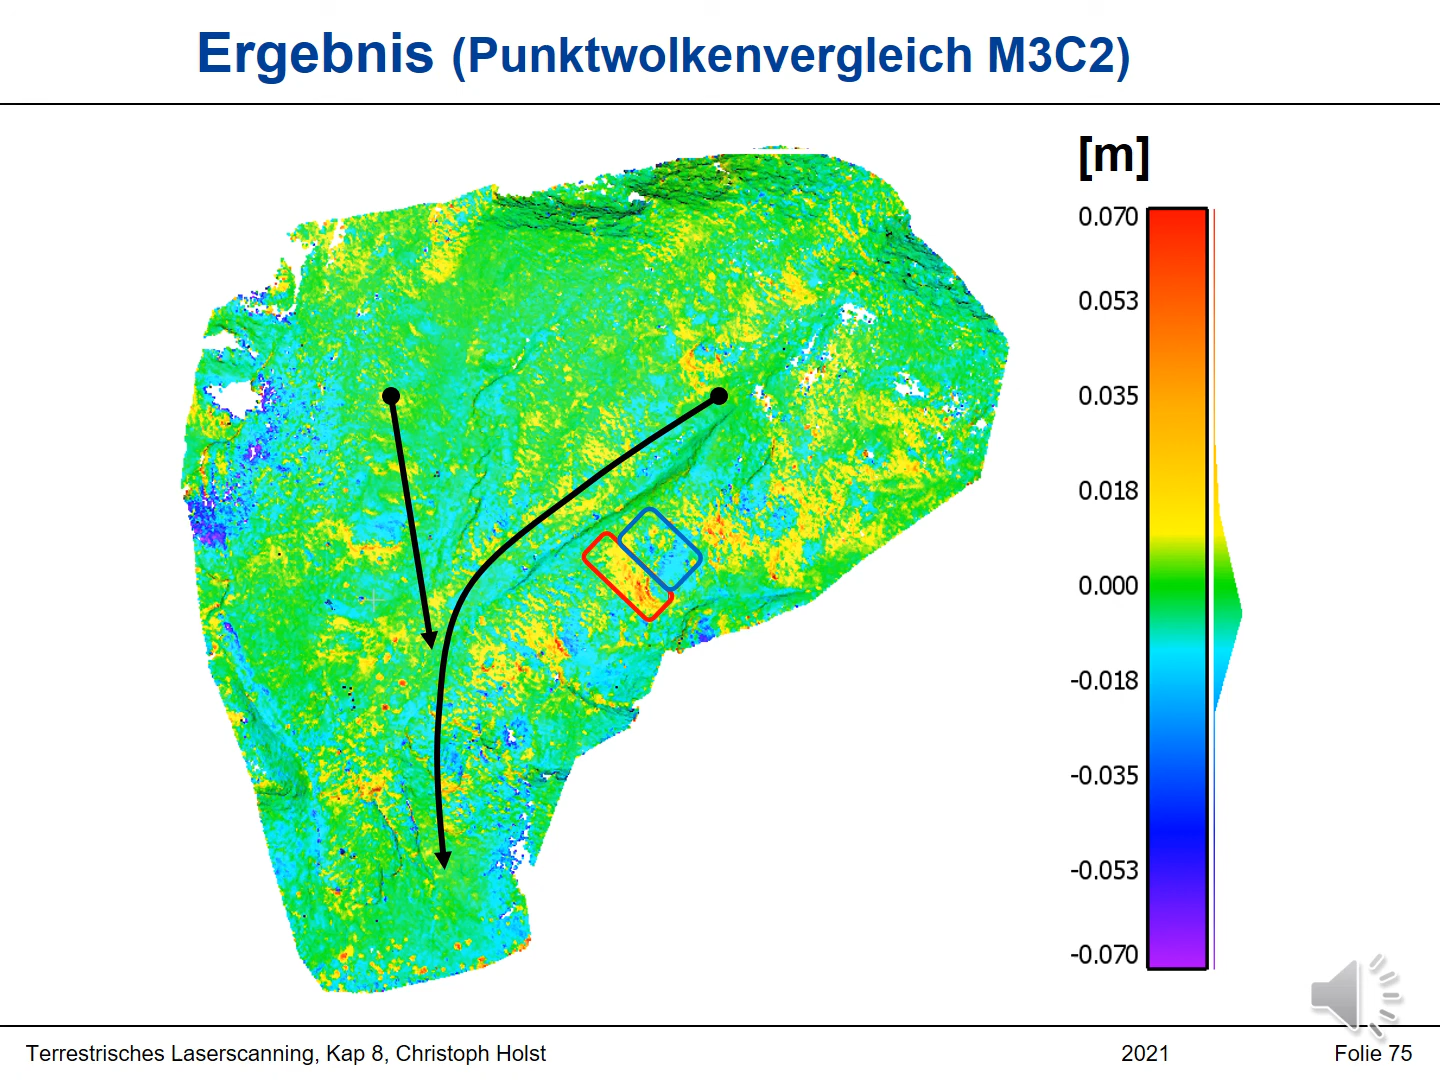 Ergebnis (Punktwolkenvergleich M3C2)
[m]
0.070
0.053
0.035
0.018
0.000
-0.018
-0.035
-0.053
-0.070
Terrestrisches Laserscanning, Kap 8, Christoph Holst
2021
Folie 75